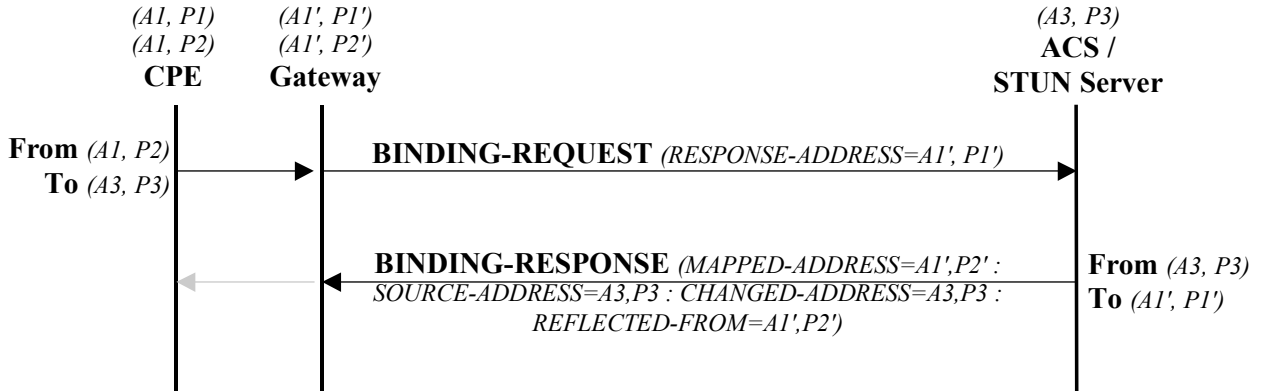 (A1, P1)
(A1, P2)
CPE
(A1', P1')
(A1', P2')
Gateway
(A3, P3)
ACS /
STUN Server
From (A1, P2)
To (A3, P3)
BINDING-REQUEST (RESPONSE-ADDRESS=A1', P1')
BINDING-RESPONSE (MAPPED-ADDRESS=A1',P2' :
SOURCE-ADDRESS=A3,P3 : CHANGED-ADDRESS=A3,P3 :
REFLECTED-FROM=A1',P2')
From (A3, P3)
To (A1', P1')